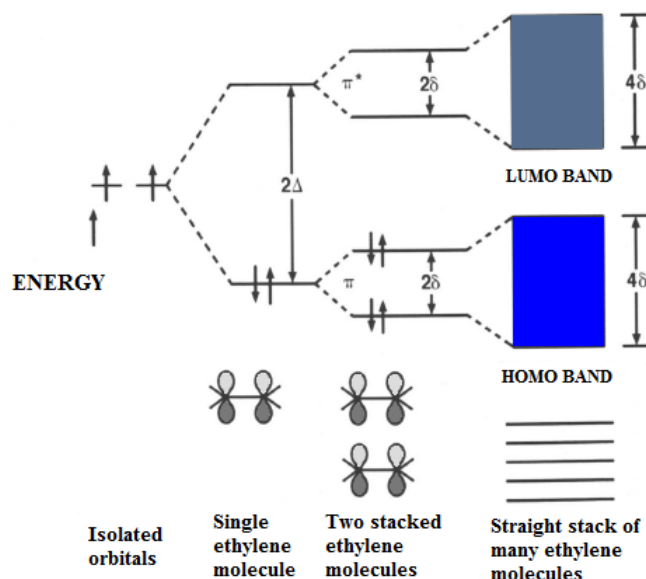 π*
2δ
4δ
LUMO BAND
2Δ
ENERGY
π
2δ
4δ
HOMO BAND
Isolated
orbitals
Single
ethylene
molecule
Two stacked
ethylene
molecules
Straight stack of
many ethylene
molecules